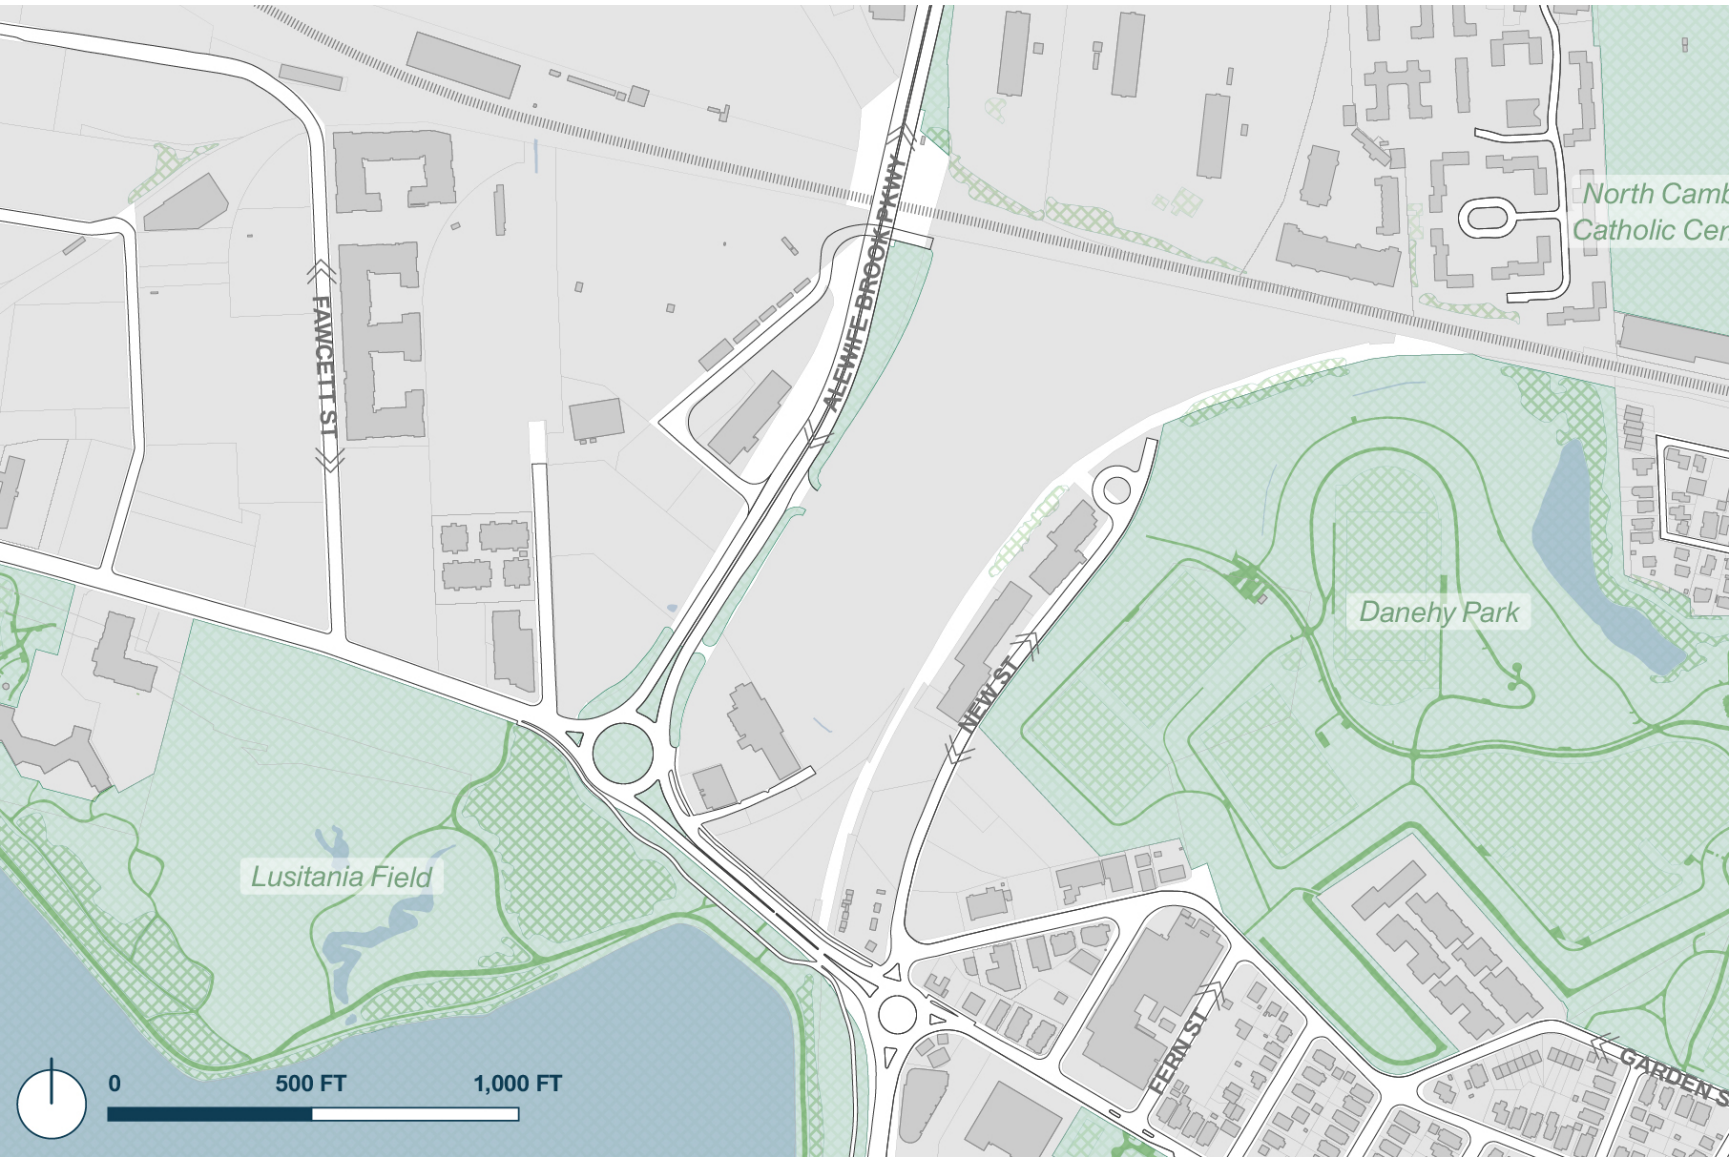 ALEWIFE BROOK PKWY
North Camb
Catholic Cen
FAWCETT ST
Danehy Park
NEW ST
Lusitania Field
FERN ST
GARDEN S
0 500 FT 1,000 FT